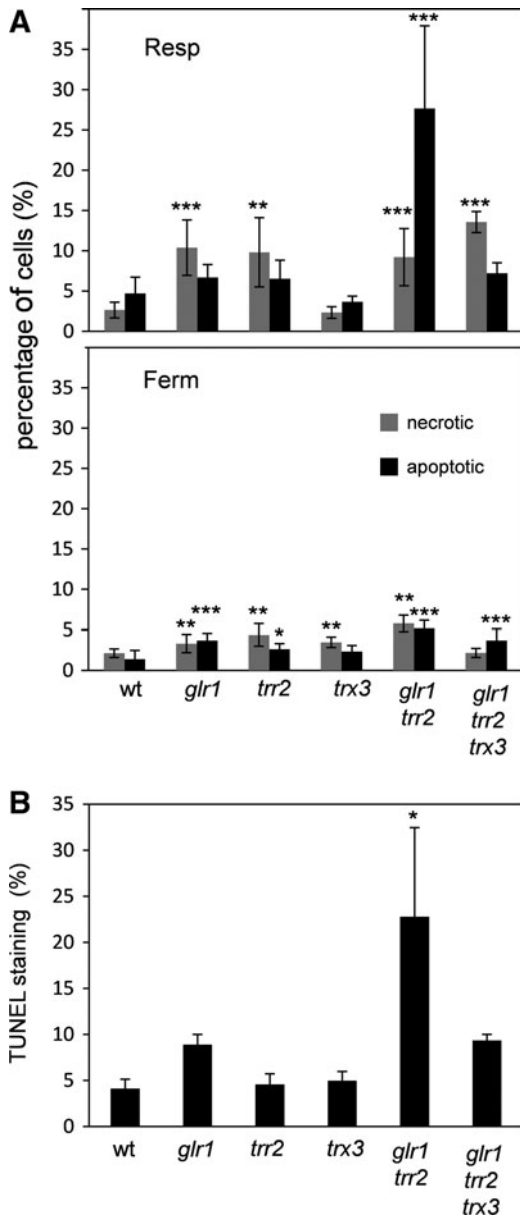 A
Resp
40
35
30
25
20
15
10
5
0
percentage of cells (%)
*** ** *** *** ***
Ferm
35
30
25
20
15
10
5
0
necrotic
apoptotic
** *** ** * ** ** *** ***
wt glr1 trr2 trx3 glr1 glr1
trr2 trr2
trx3
B
35
30
25
20
15
10
5
0
TUNEL staining (%)
*
wt glr1 trr2 trx3 glr1 glr1
trr2 trr2
trx3